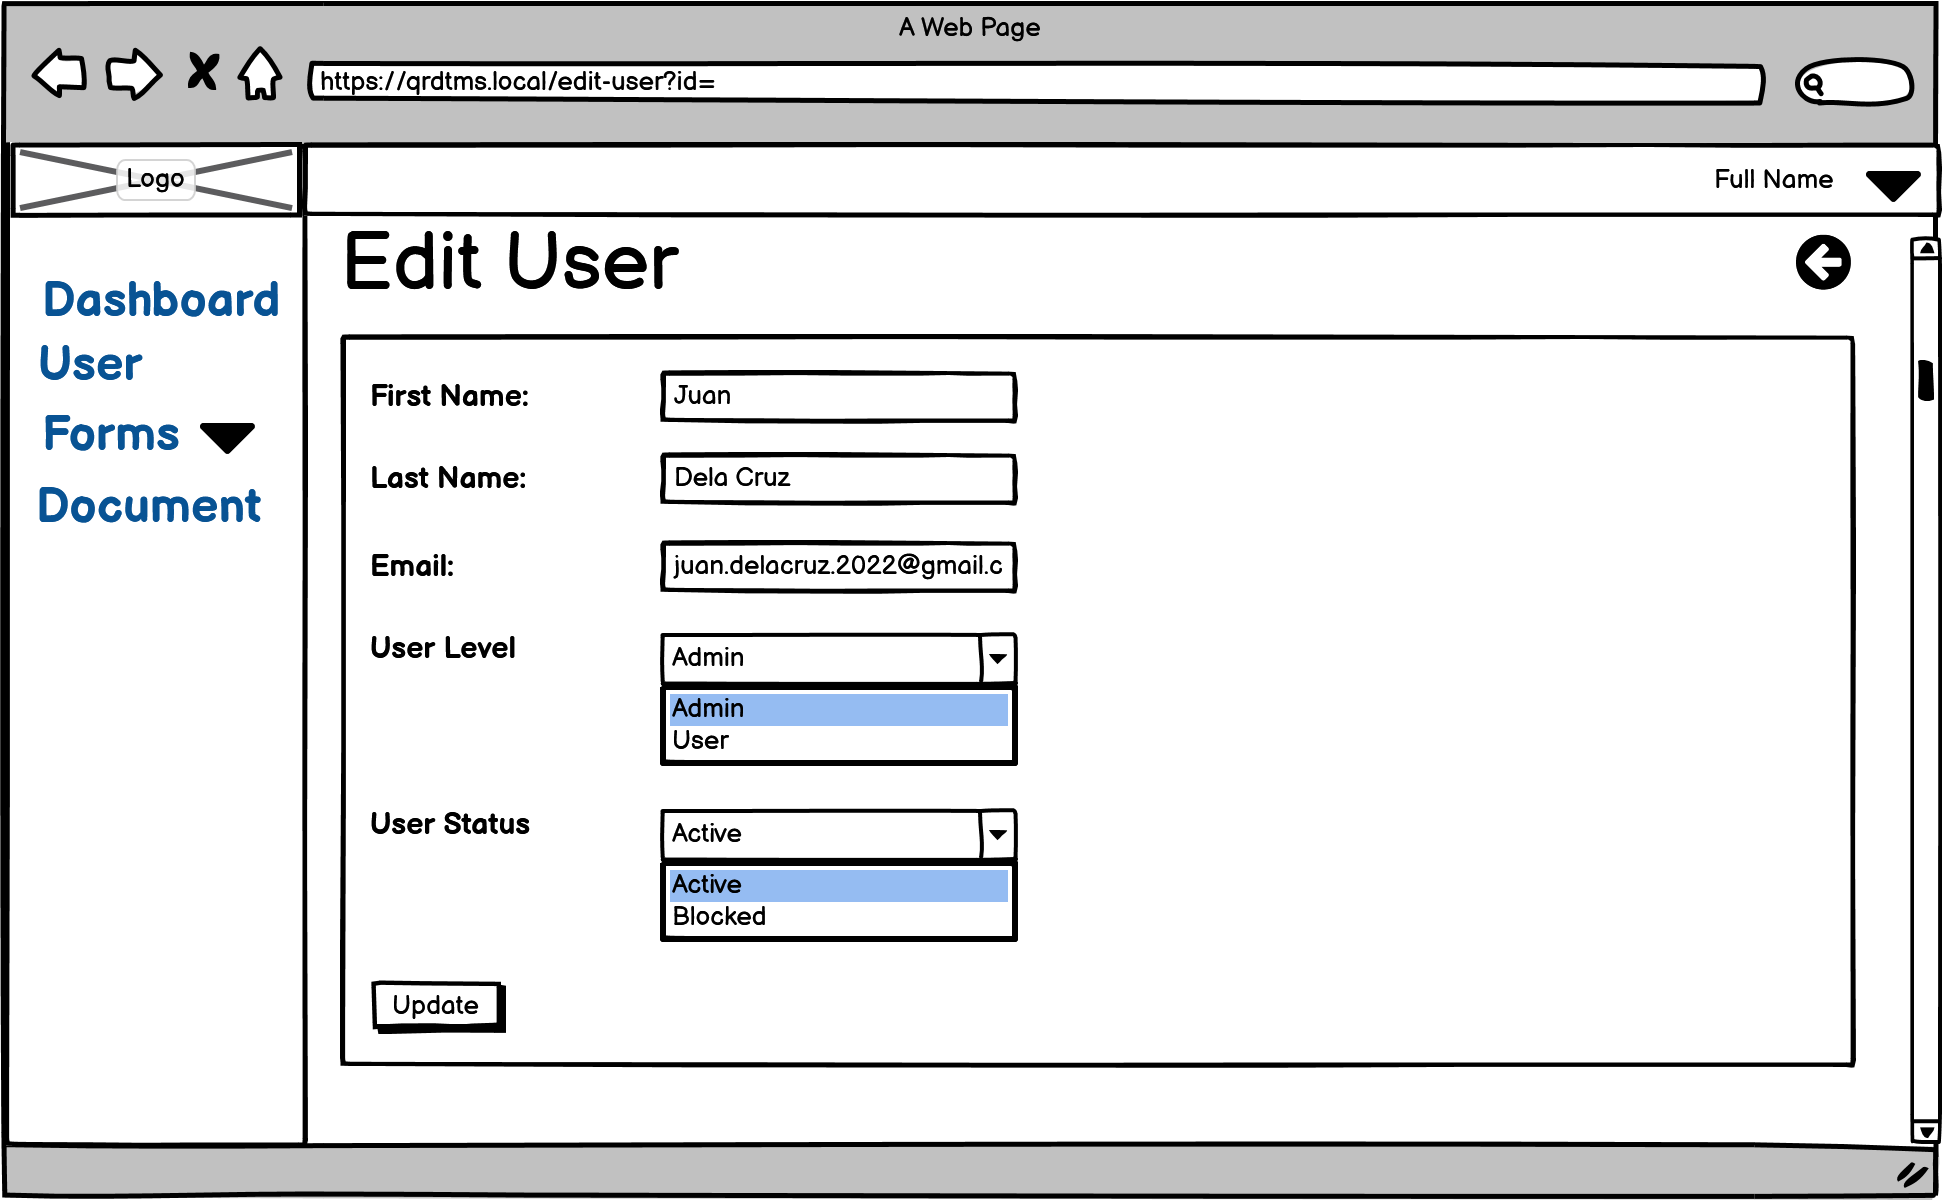 A Web Page
https://qrdtms.local/edit-user?id=
Logo
Full Name
Edit User
Dashboard
User
Forms
Document
First Name:
Juan
Last Name:
Dela Cruz
Email:
juan.delacruz.2022@gmail.c
User Level
Admin
Admin
User
User Status
Active
Active
Blocked
Update